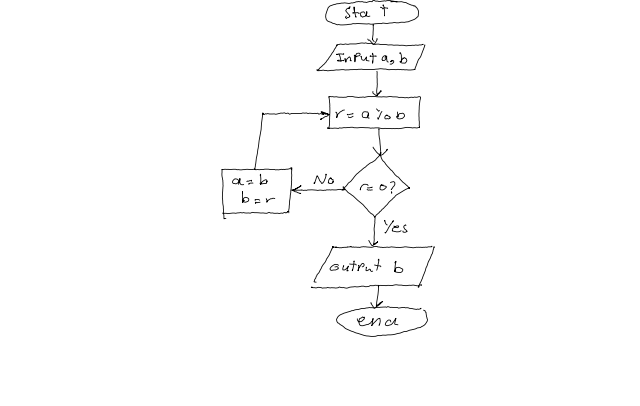 Sta t
Input a, b
r = a % b
r = 0?
No
a = b
b = r
Yes
output b
end